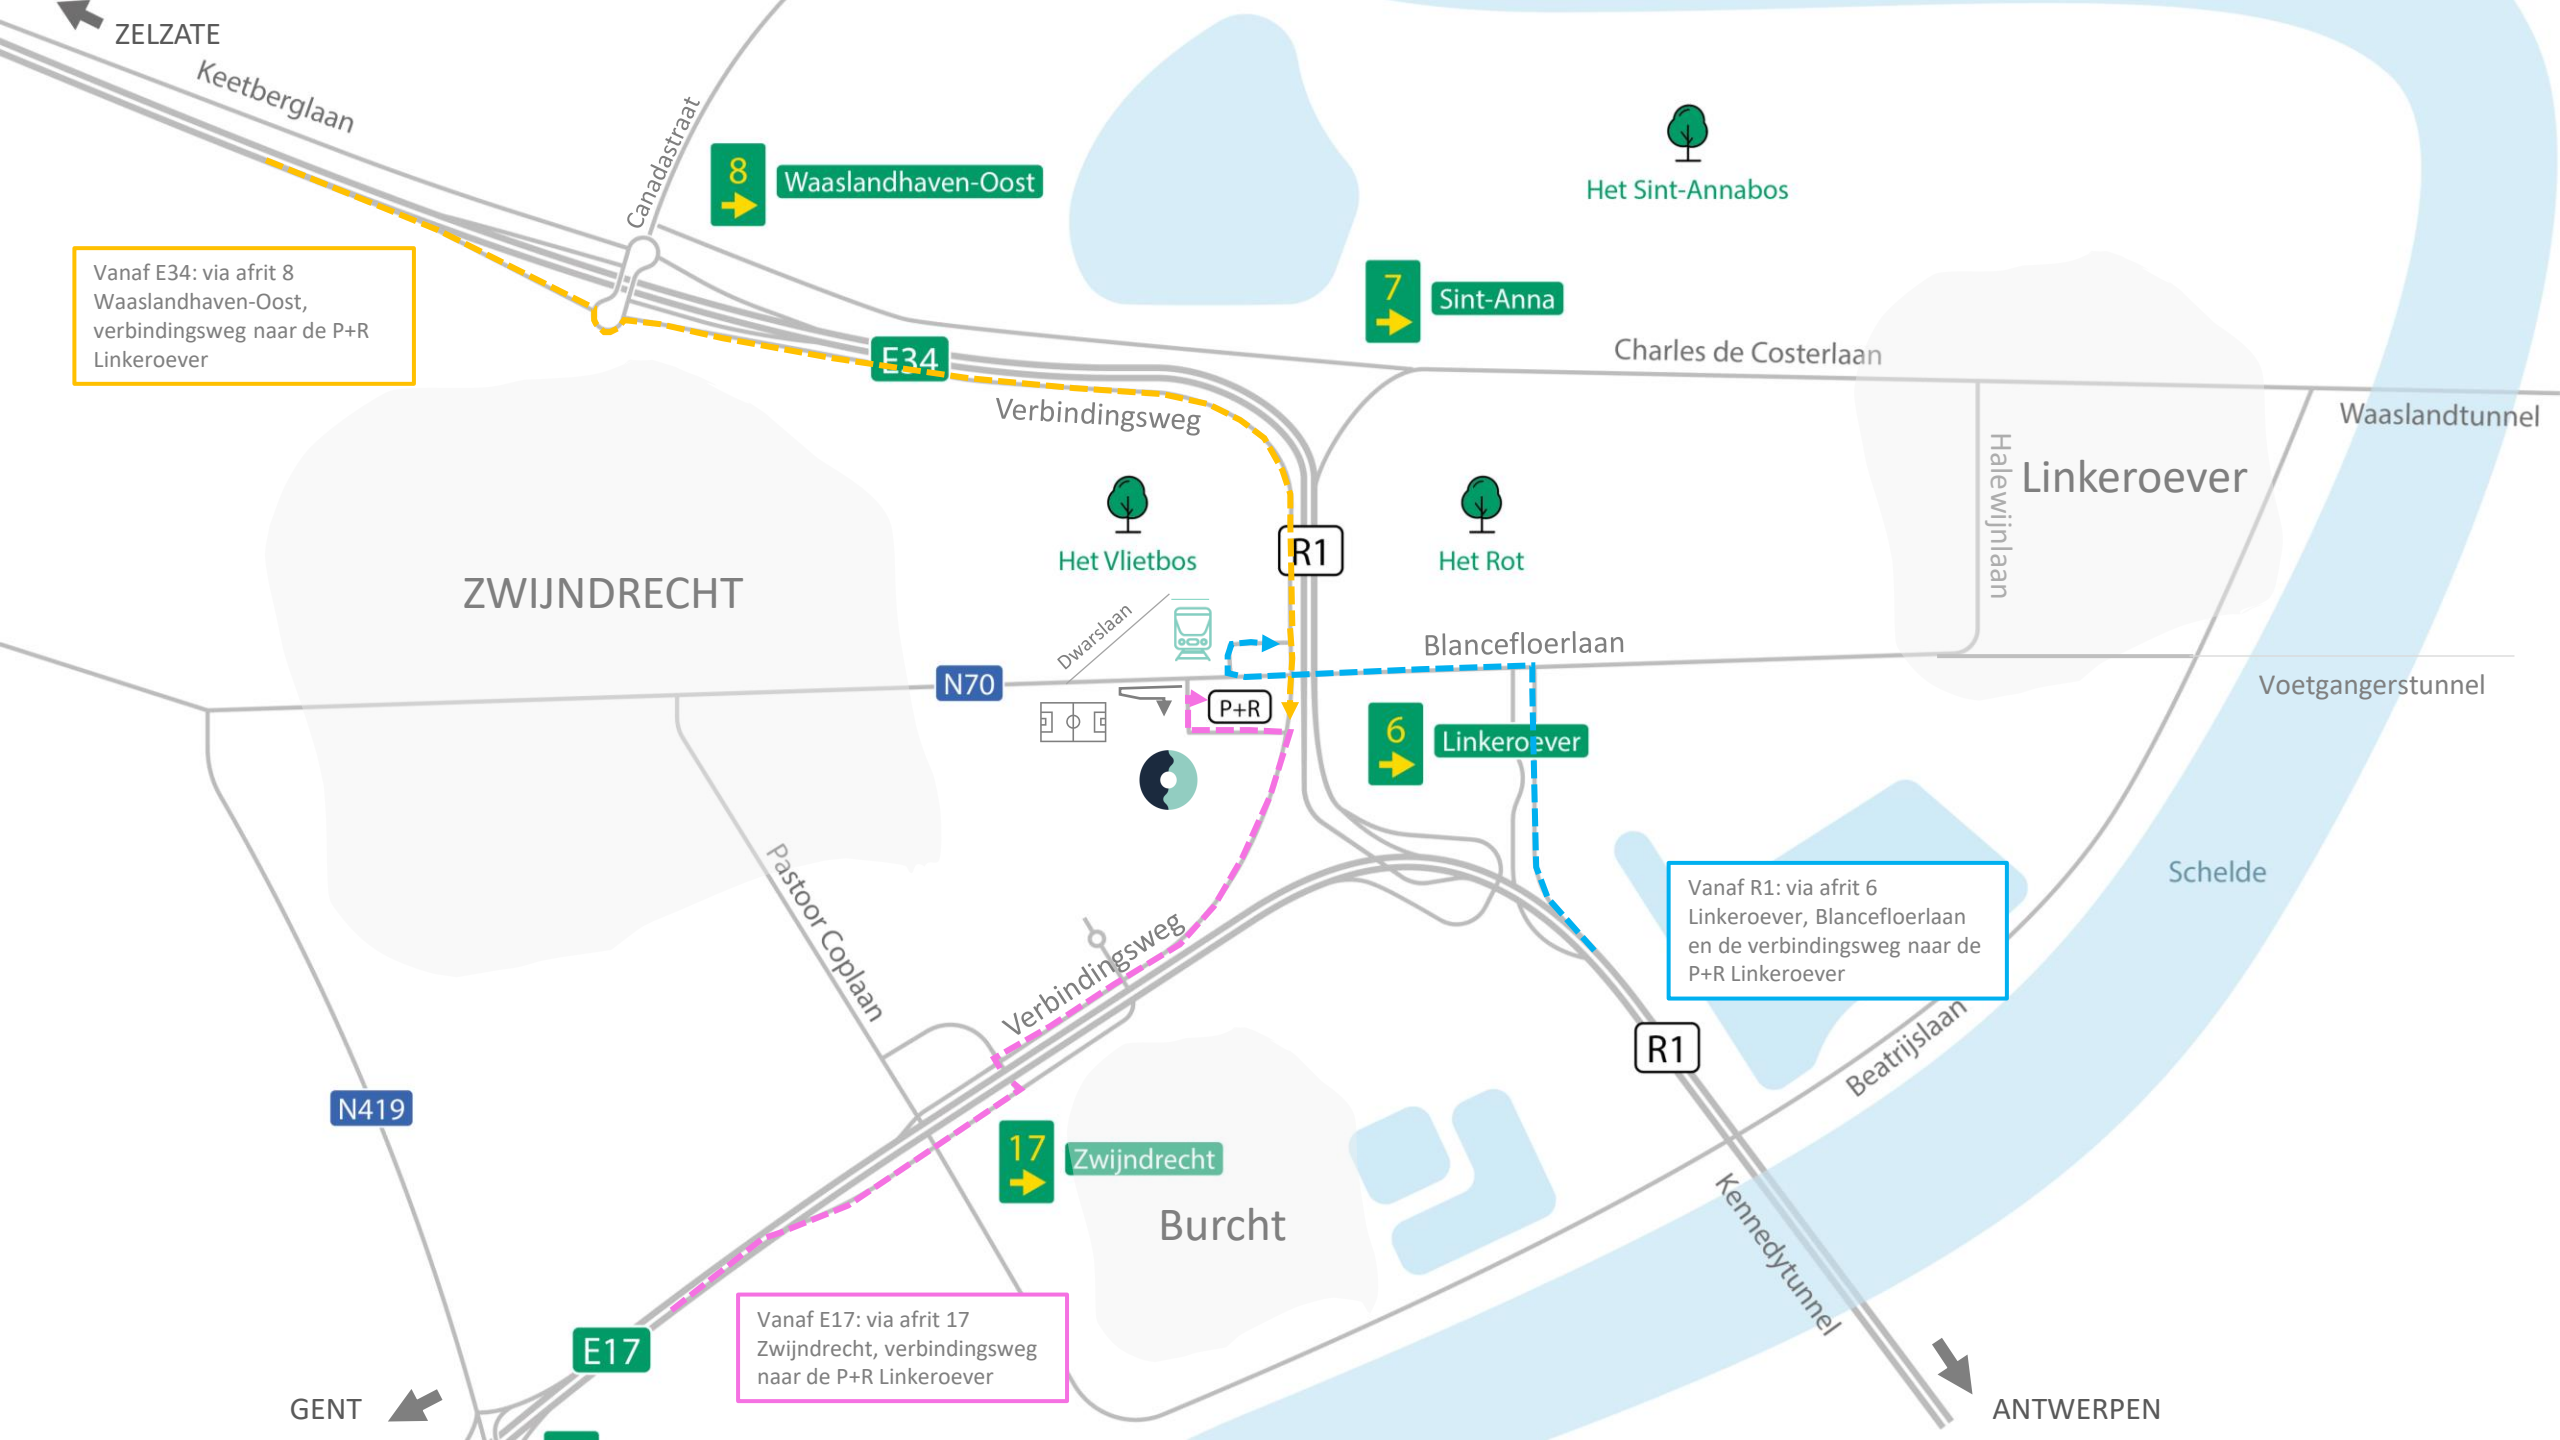 ZELZATE
Keetberglaan
Canadastraat
8
Waaslandhaven-Oost
Het Sint-Annabos
Vanaf E34: via afrit 8
Waaslandhaven-Oost,
verbindingsweg naar de P+R
Linkeroever
7
Sint-Anna
E34
Charles de Costerlaan
Verbindingsweg
Waaslandtunnel
Halewijnlaan
Linkeroever
Het Vlietbos
R1
Het Rot
ZWIJNDRECHT
Dwarslaan
Blancefloerlaan
N70
P+R
Voetgangerstunnel
6
Linkeroever
Pastoor Coplaan
Verbindingsweg
Schelde
Vanaf R1: via afrit 6
Linkeroever, Blancefloerlaan
en de verbindingsweg naar de
P+R Linkeroever
R1
Beatrijslaan
N419
17
Zwijndrecht
Burcht
Kennedytunnel
Vanaf E17: via afrit 17
Zwijndrecht, verbindingsweg
naar de P+R Linkeroever
E17
GENT
ANTWERPEN